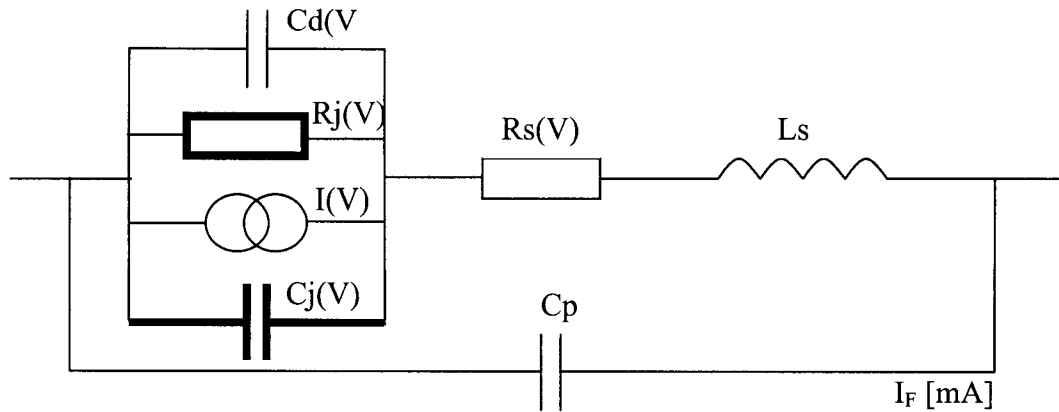 Cd(V
Rj(V)
Rs(V)
Ls
I(V)
Cj(V)
Cp
I_F [mA]